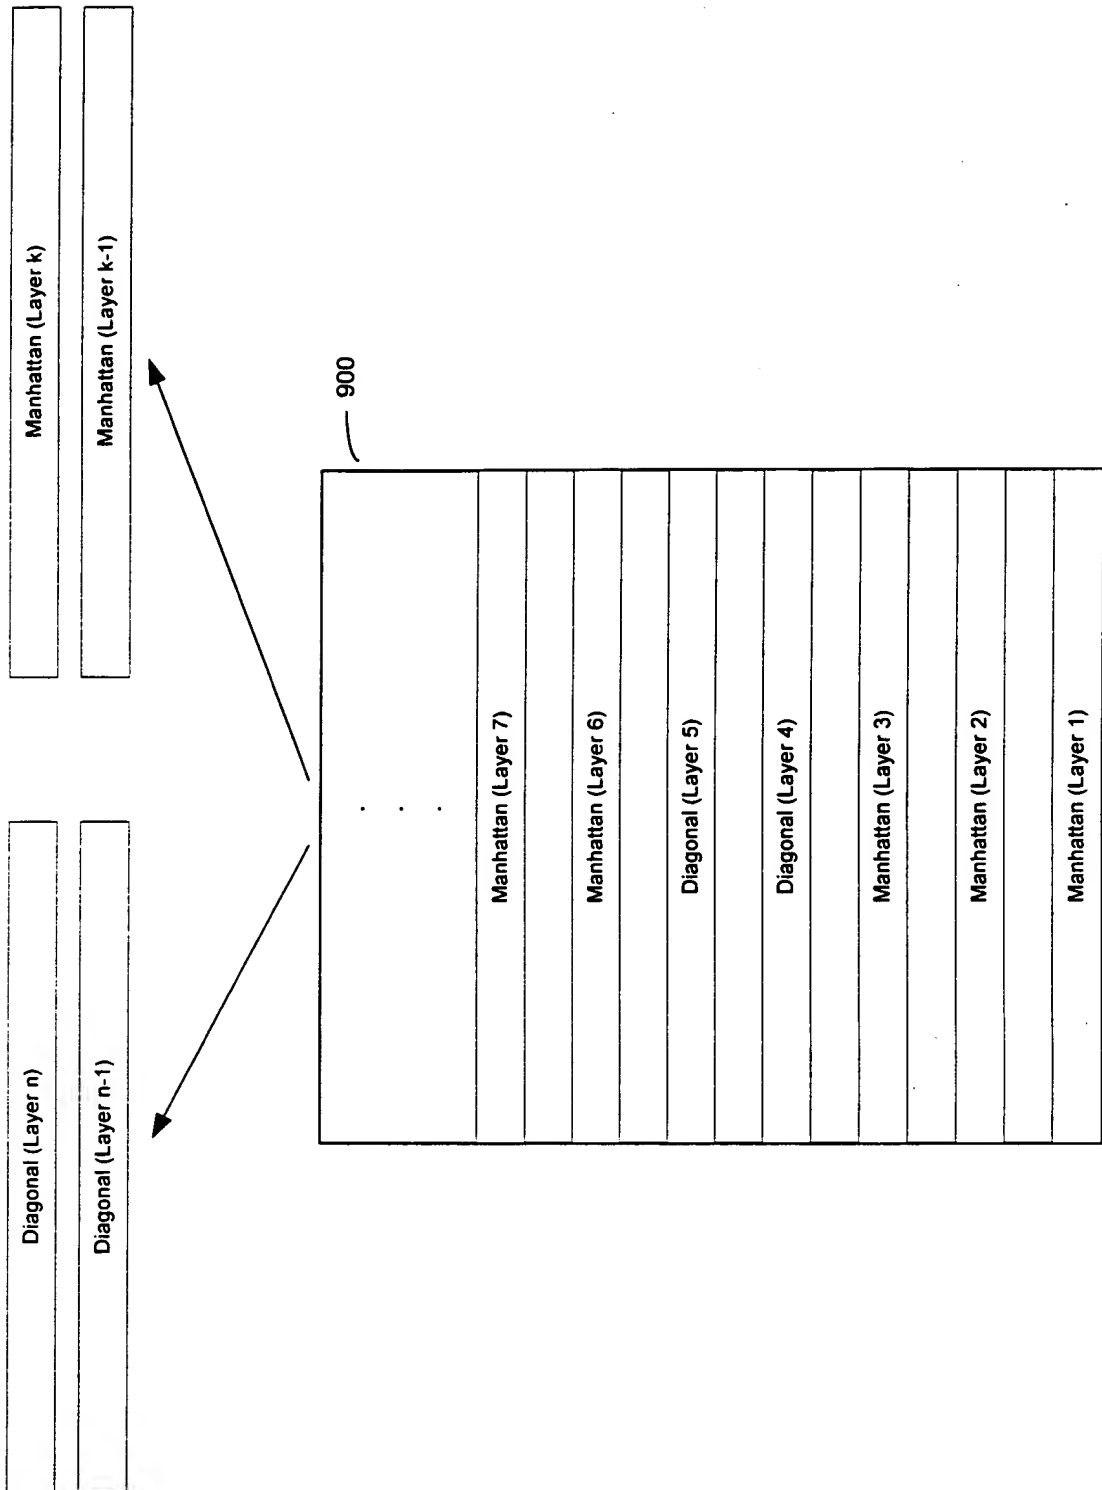 Diagonal (Layer n)
Diagonal (Layer n-1)
Manhattan (Layer k)
Manhattan (Layer k-1)
900
. . .
Manhattan (Layer 7)
Manhattan (Layer 6)
Diagonal (Layer 5)
Diagonal (Layer 4)
Manhattan (Layer 3)
Manhattan (Layer 2)
Manhattan (Layer 1)